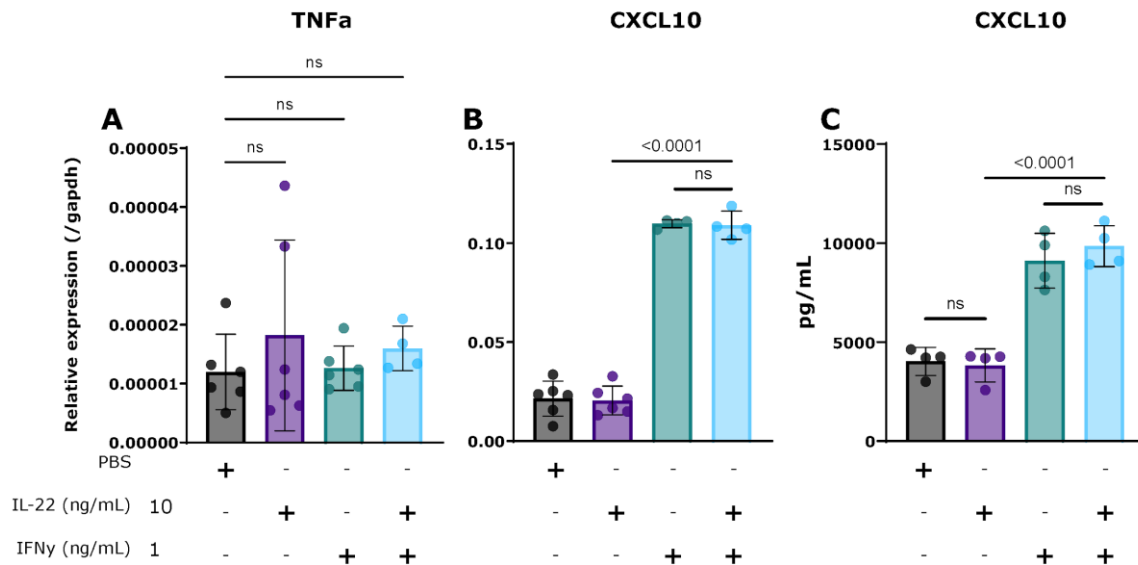 TNFa CXCL10 CXCL10
ns
ns
ns
A
Relative expression (/gapdh)
0.00005
0.00004
0.00003
0.00002
0.00001
0.00000
B
<0.0001
ns
0.15
0.10
0.05
0.00
C
<0.0001
ns
ns
pg/mL
15000
10000
5000
0
PBS + - - - + - - - + - - -
IL-22 (ng/mL) 10 - + - + - + - + - + - +
IFNy (ng/mL) 1 - - + + - - + + - - + +